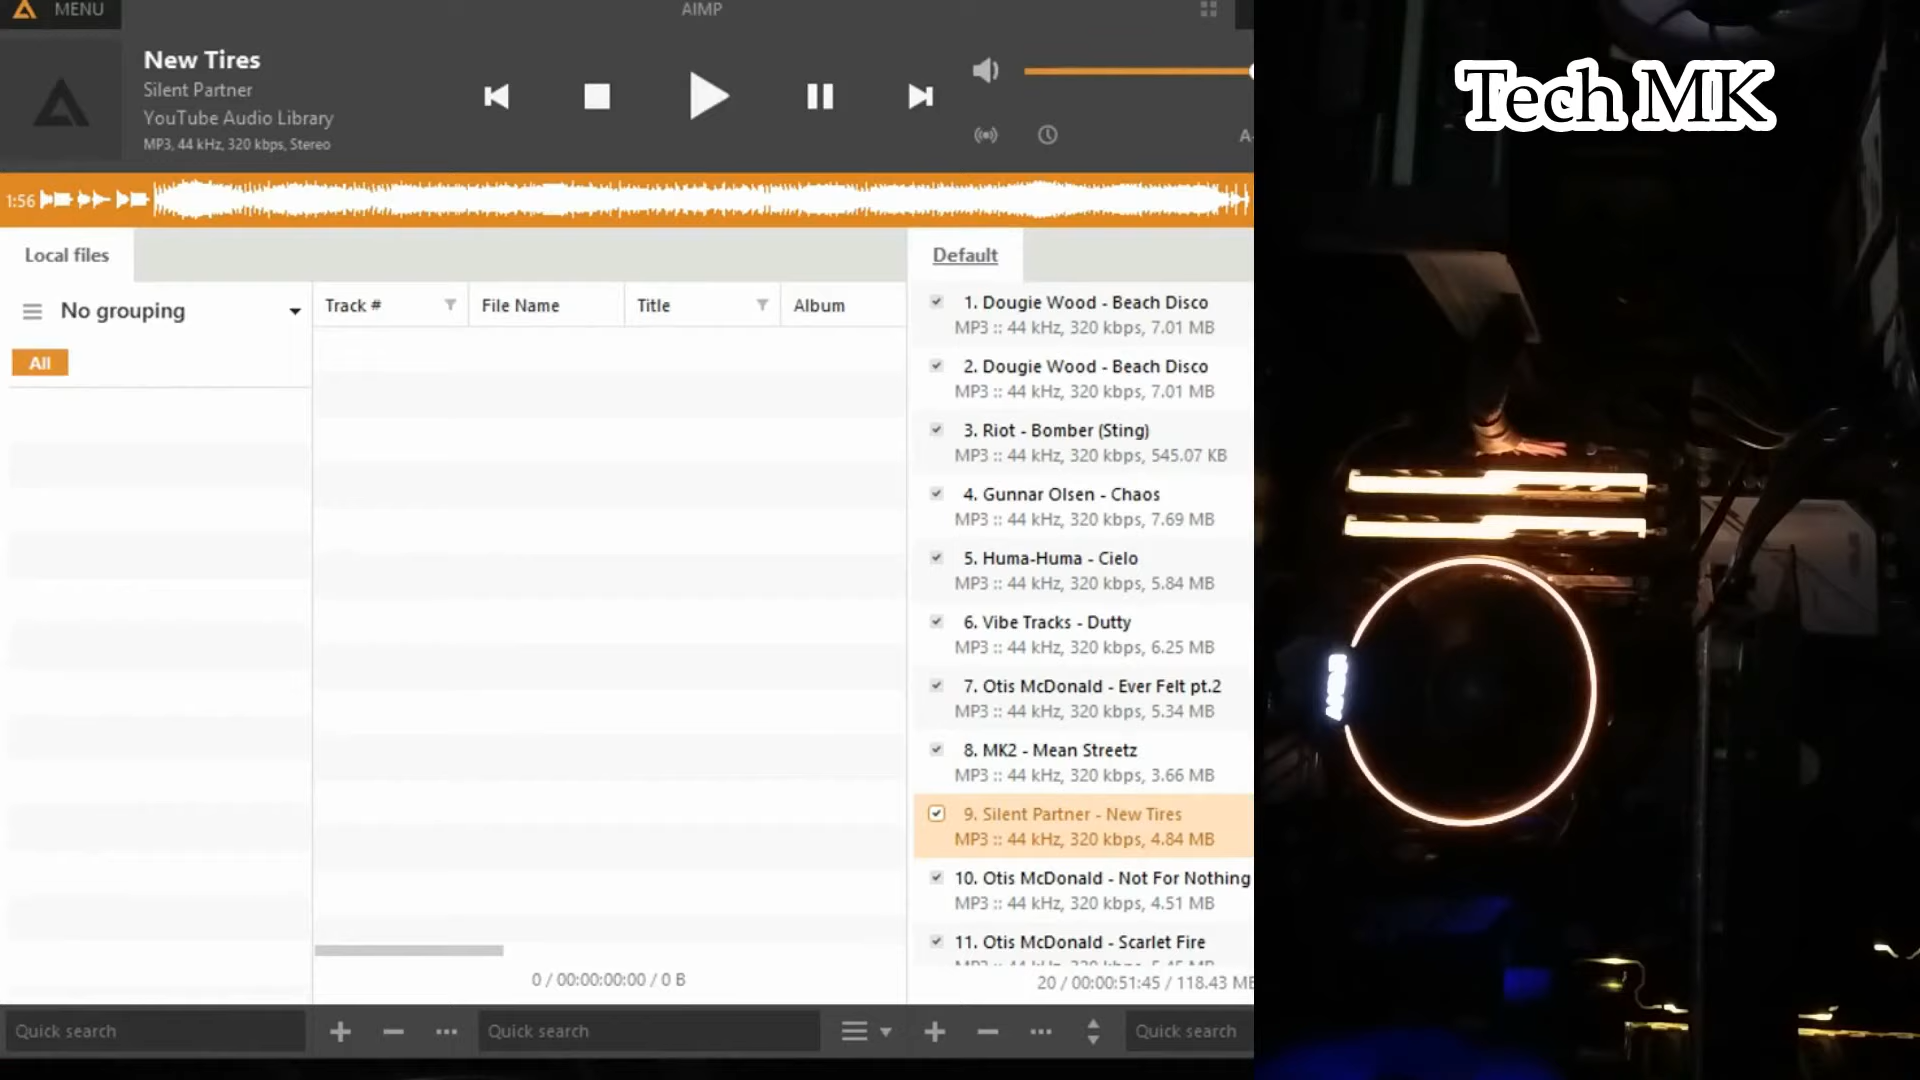 MENU
AIMP
New Tires
Silent Partner
YouTube Audio Library
MP3, 44 kHz, 320 kbps, Stereo
Tech MK
1:56
Local files
Default
No grouping
Track #
File Name
Title
Album
All
1. Dougie Wood - Beach Disco
MP3 :: 44 kHz, 320 kbps, 7.01 MB
2. Dougie Wood - Beach Disco
MP3 :: 44 kHz, 320 kbps, 7.01 MB
3. Riot - Bomber (Sting)
MP3 :: 44 kHz, 320 kbps, 545.07 KB
4. Gunnar Olsen - Chaos
MP3 :: 44 kHz, 320 kbps, 7.69 MB
5. Huma-Huma - Cielo
MP3 :: 44 kHz, 320 kbps, 5.84 MB
6. Vibe Tracks - Dutty
MP3 :: 44 kHz, 320 kbps, 6.25 MB
7. Otis McDonald - Ever Felt pt.2
MP3 :: 44 kHz, 320 kbps, 5.34 MB
8. MK2 - Mean Streetz
MP3 :: 44 kHz, 320 kbps, 3.66 MB
9. Silent Partner - New Tires
MP3 :: 44 kHz, 320 kbps, 4.84 MB
10. Otis McDonald - Not For Nothing
MP3 :: 44 kHz, 320 kbps, 4.51 MB
11. Otis McDonald - Scarlet Fire
0 / 00:00:00:00 / 0 B
20 / 00:00:51:45 / 118.43 MB
Quick search
Quick search
Quick search